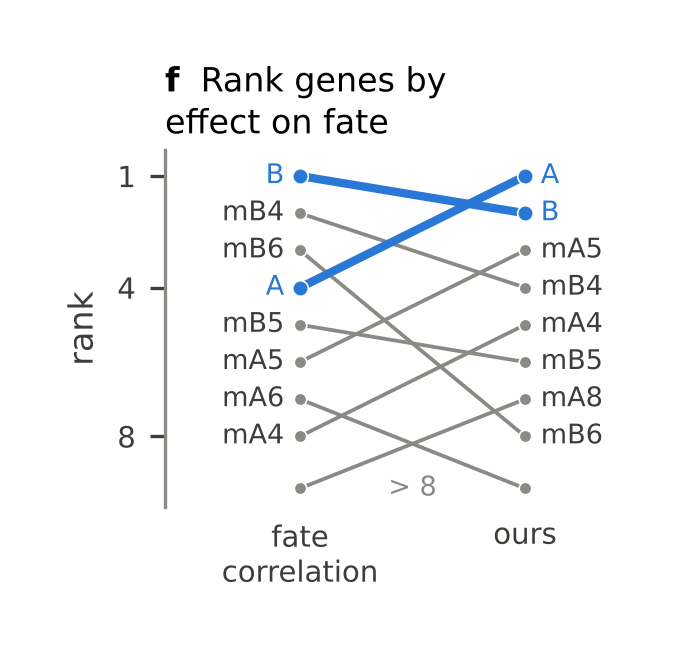 f Rank genes by
effect on fate
1
4
8
rank
B
mB4
mB6
A
mB5
mA5
mA6
mA4
A
B
mA5
mB4
mA4
mB5
mA8
mB6
> 8
fate
correlation
ours